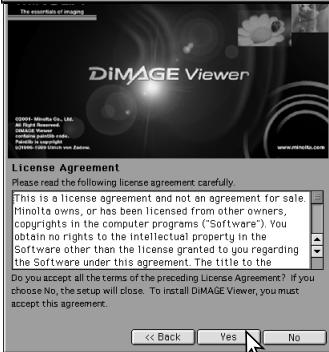 The essentials of imaging
DiMAGE Viewer
©2001- Minolta Co., Ltd.
All Right Reserved.
DiMAGE Viewer
contains paintlib code.
Paintlib is copyright
(c)1996-1999 Ulrich von Zadow.
www.minolta.com
License Agreement
Please read the following license agreement carefully.
This is a license agreement and not an agreement for sale.
Minolta owns, or has been licensed from other owners,
copyrights in the computer programs ("Software"). You
obtain no rights to the intellectual property in the
Software other than the license granted to you regarding
the Software under this agreement. The title to the
Do you accept all the terms of the preceding License Agreement? If you
choose No, the setup will close. To install DiMAGE Viewer, you must
accept this agreement.
<< Back
Yes
No